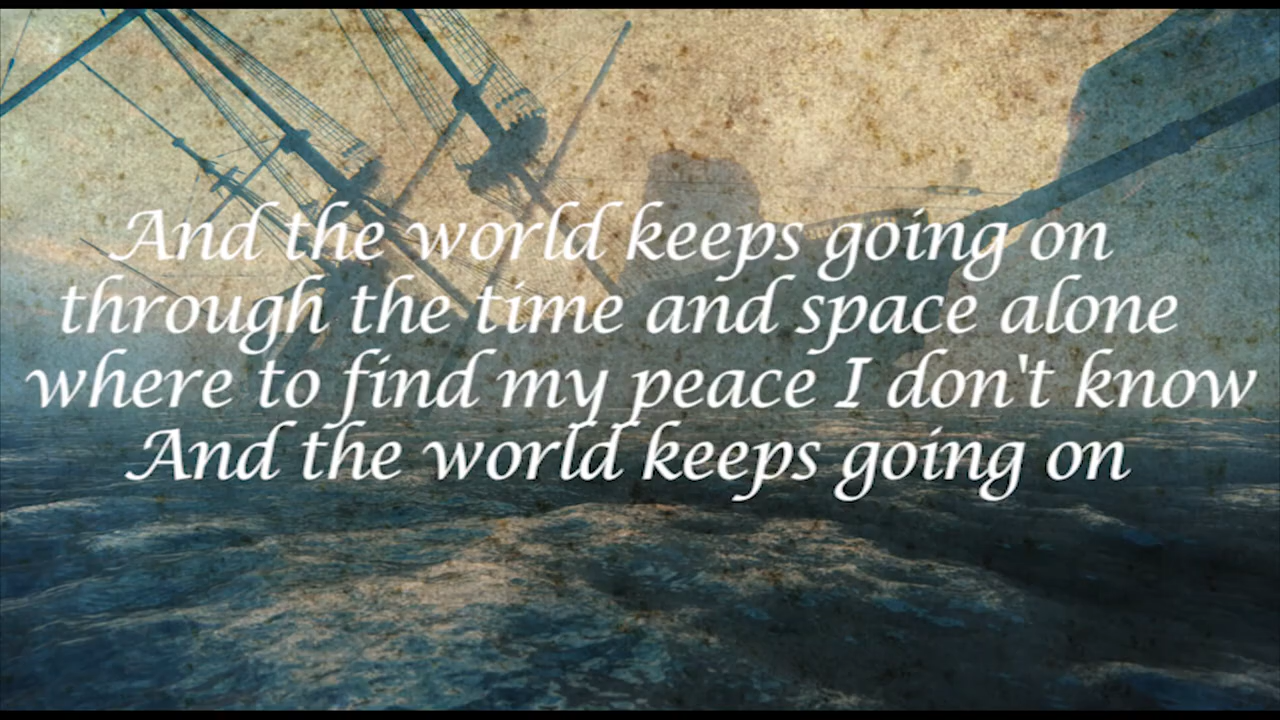 And the world keeps going on
through the time and space alone
where to find my peace I don't know
And the world keeps going on